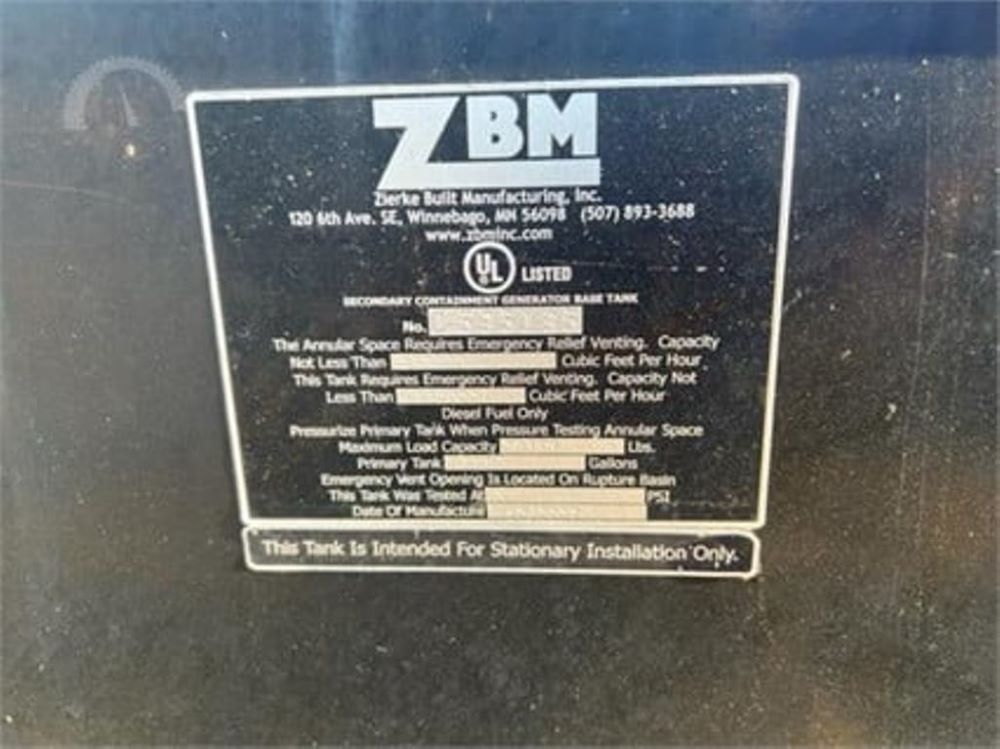 ZBM
Zierke Built Manufacturing, Inc.
120 6th Ave. SE, Winnebago, MN 56098 (507) 893-3688
www.zbminc.com
UL LISTED
SECONDARY CONTAINMENT GENERATOR BASE TANK
No.
The Annular Space Requires Emergency Relief Venting. Capacity
Not Less Than Cubic Feet Per Hour
This Tank Requires Emergency Relief Venting. Capacity Not
Less Than Cubic Feet Per Hour
Diesel Fuel Only
Pressurize Primary Tank When Pressure Testing Annular Space
Maximum Load Capacity Lbs.
Primary Tank Gallons
Emergency Vent Opening Is Located On Rupture Basin
This Tank Was Tested At PSI
Date Of Manufacture
This Tank Is Intended For Stationary Installation Only.